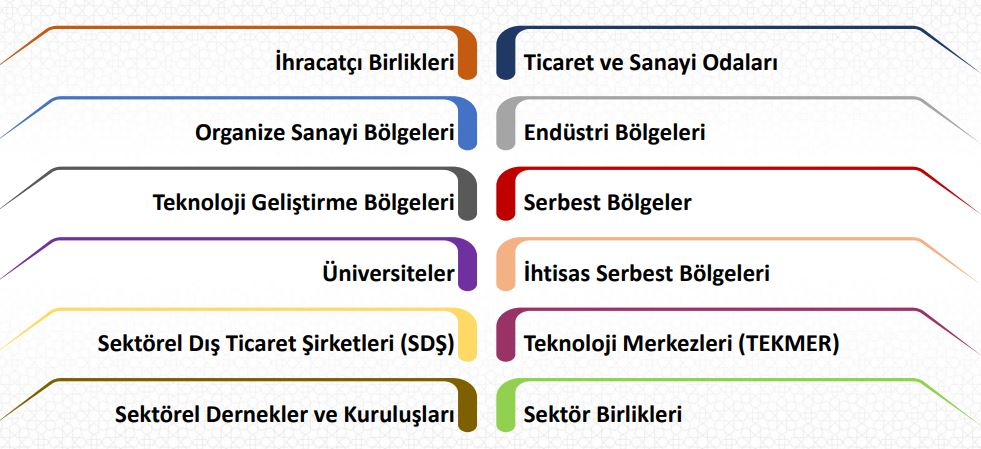 İhracatçı Birlikleri
Ticaret ve Sanayi Odaları
Organize Sanayi Bölgeleri
Endüstri Bölgeleri
Teknoloji Geliştirme Bölgeleri
Serbest Bölgeler
Üniversiteler
İhtisas Serbest Bölgeleri
Sektörel Dış Ticaret Şirketleri (SDŞ)
Teknoloji Merkezleri (TEKMER)
Sektörel Dernekler ve Kuruluşları
Sektör Birlikleri